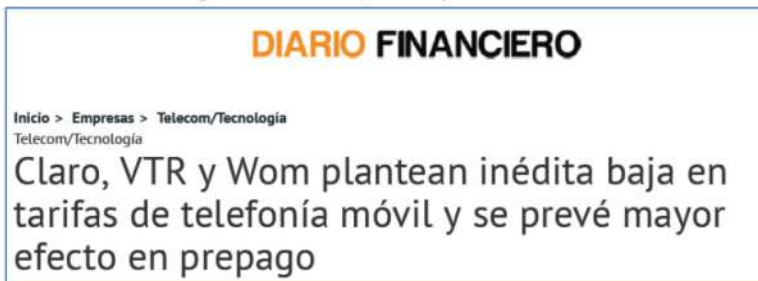 DIARIO FINANCIERO
Inicio > Empresas > Telecom/Tecnología
Telecom/Tecnología
Claro, VTR y Wom plantean inédita baja en
tarifas de telefonía móvil y se prevé mayor
efecto en prepago